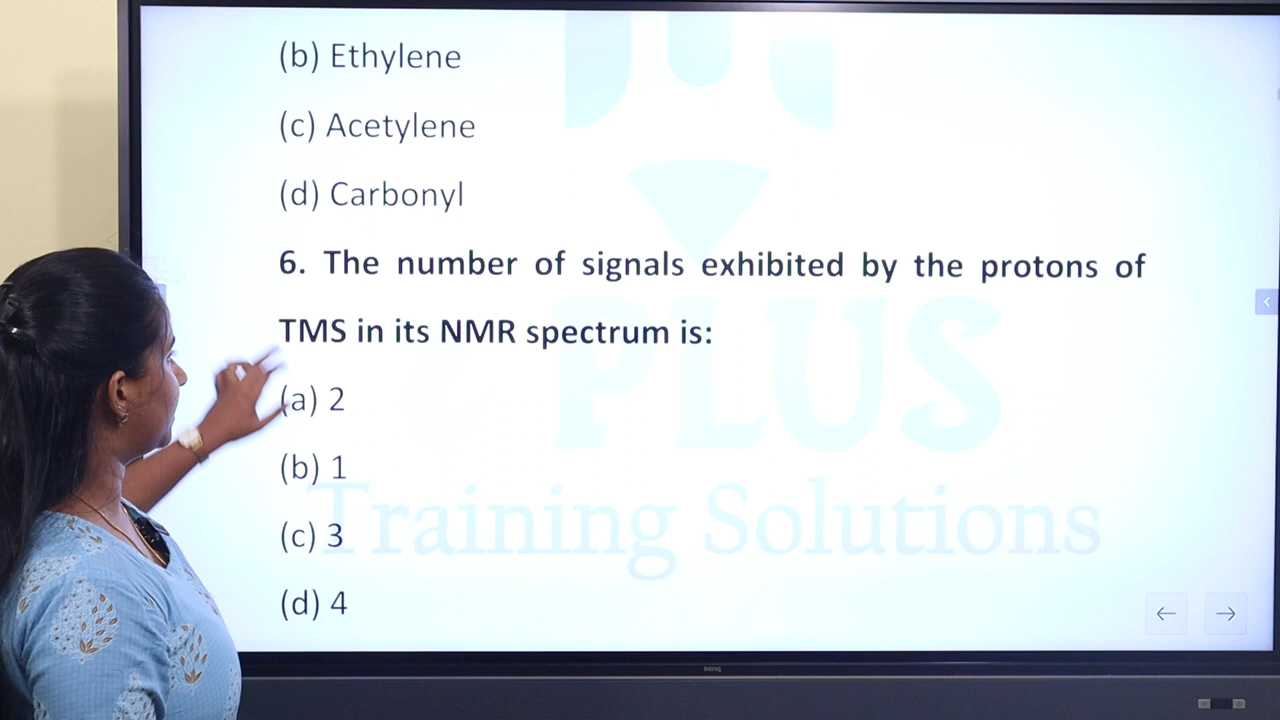 (b) Ethylene
(c) Acetylene
(d) Carbonyl
6. The number of signals exhibited by the protons of
TMS in its NMR spectrum is:
(a) 2
(b) 1
(c) 3
(d) 4
PLUS
Training Solutions
BenQ